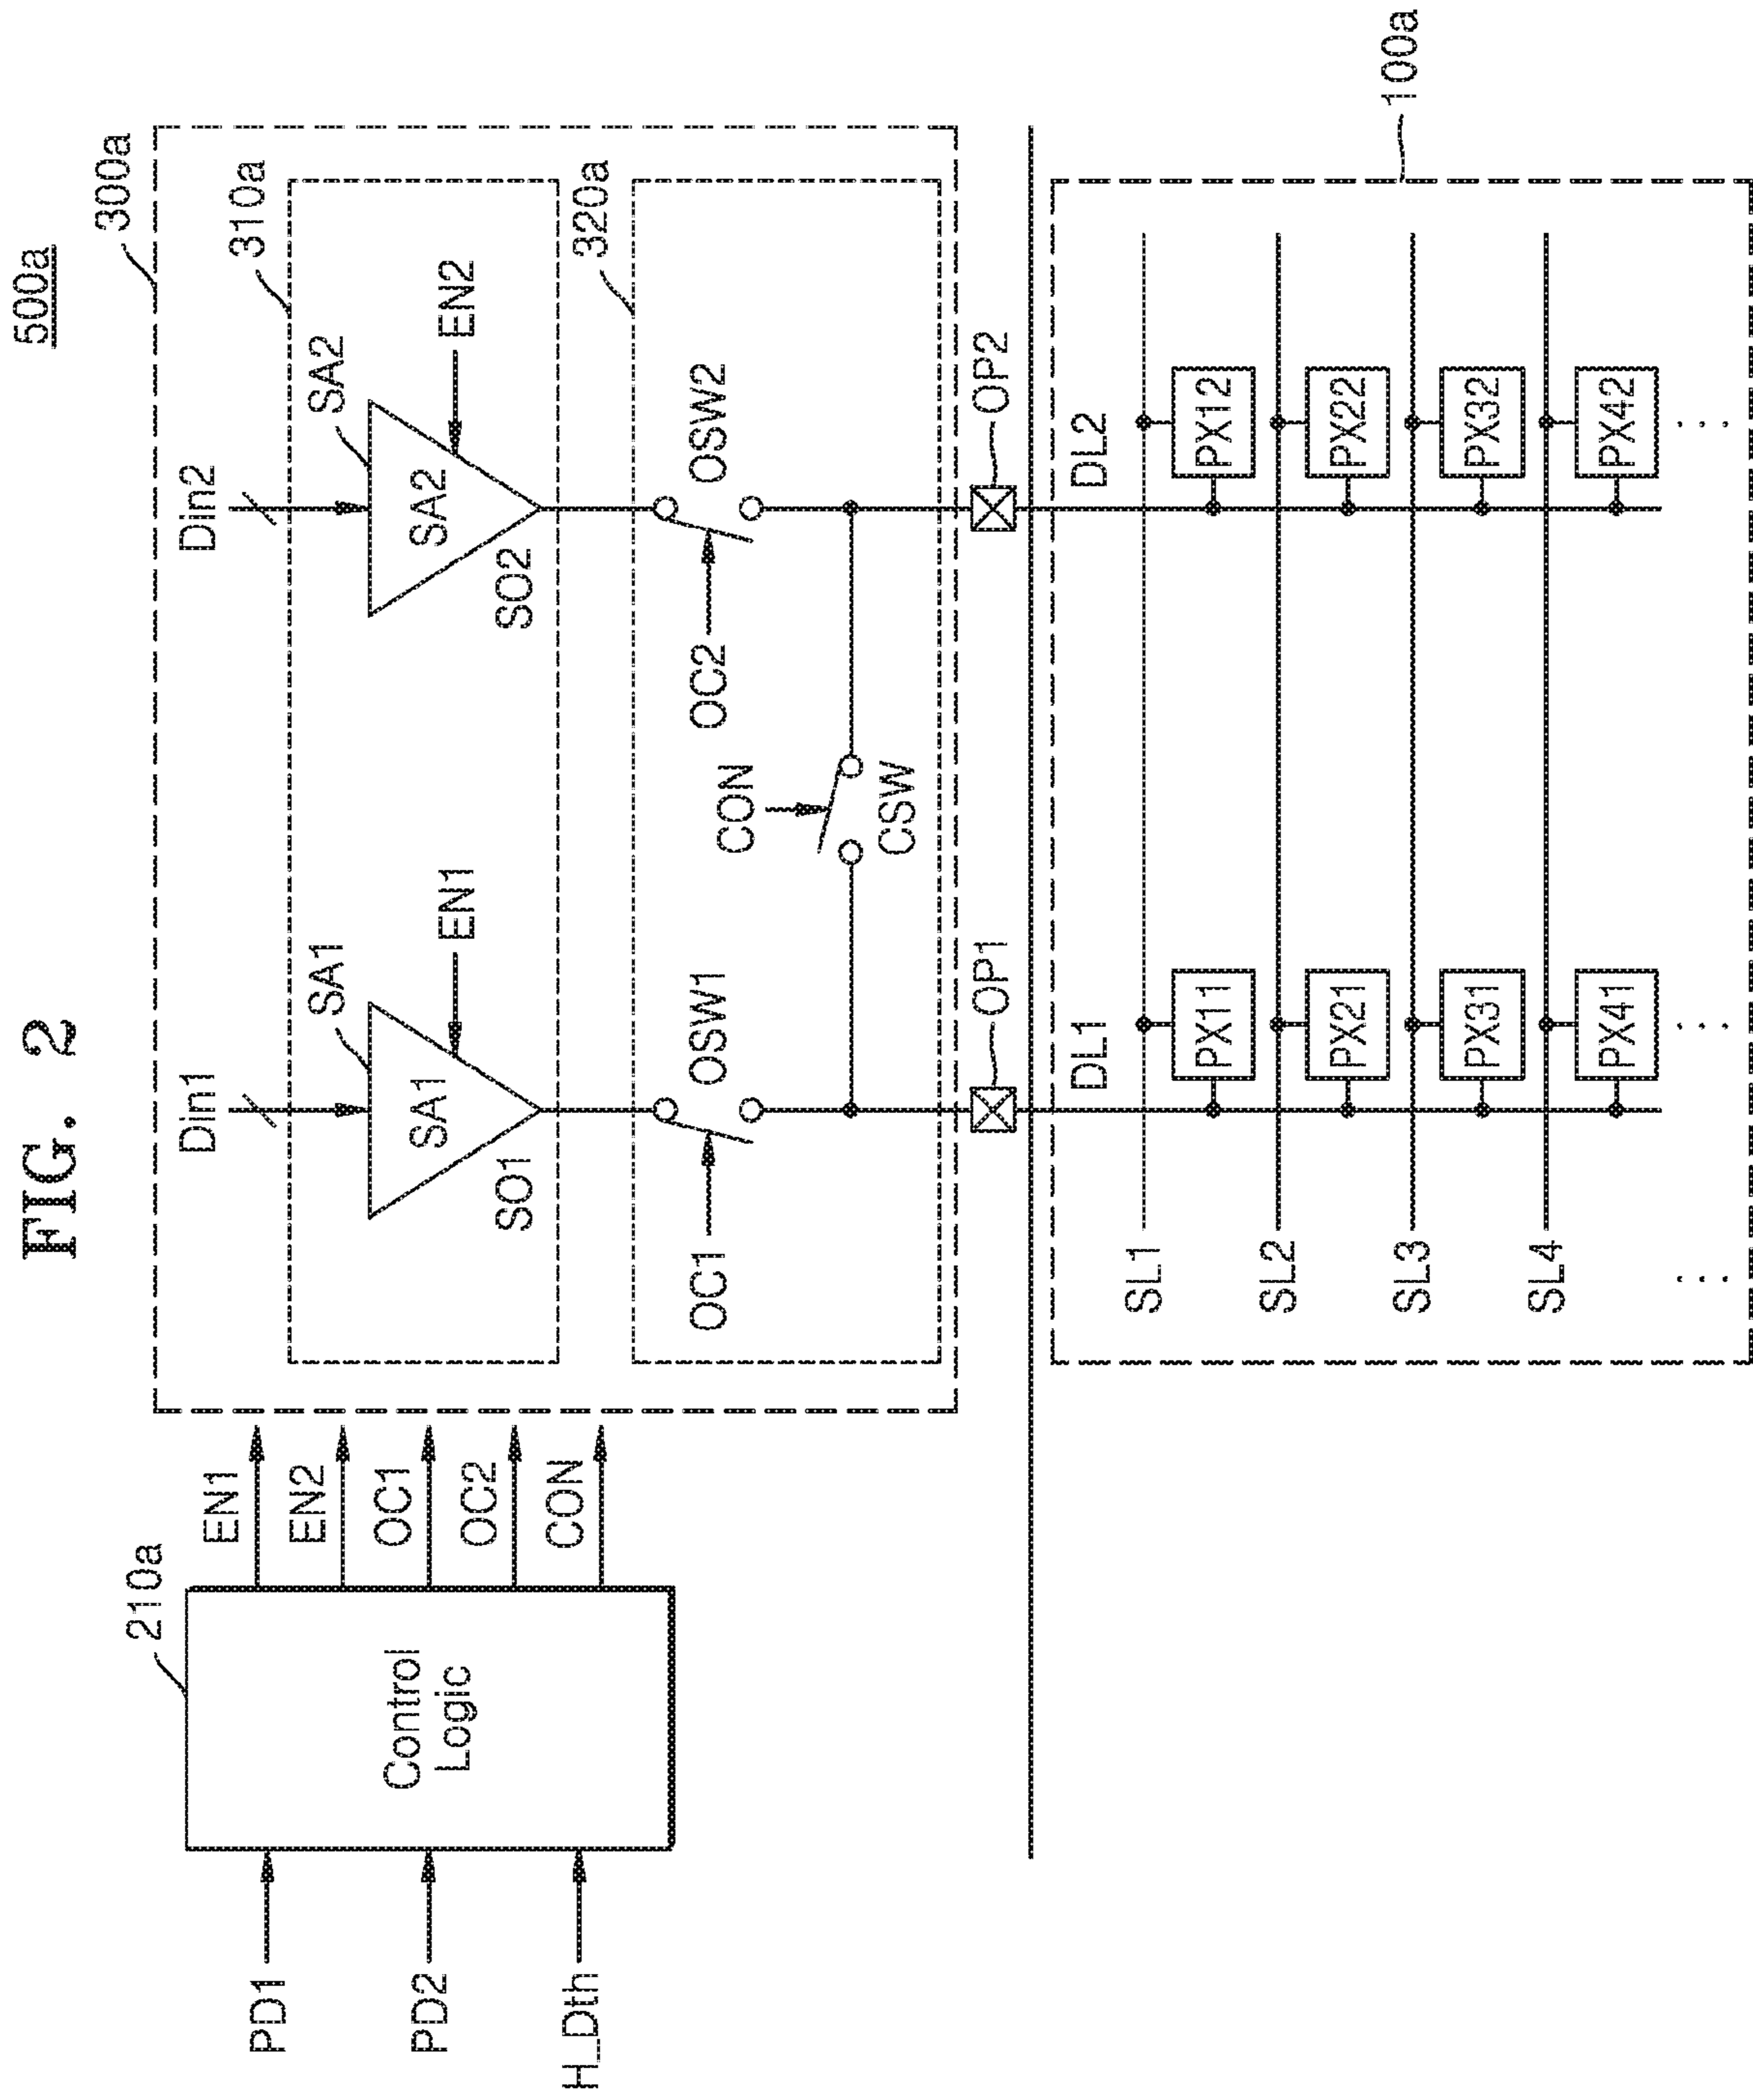 FIG. 2
500a
300a
310a
320a
210a
Control
Logic
PD1
PD2
H_Dth
EN1
EN2
OC1
OC2
CON
Din1
Din2
SA1
SA1
EN1
SO1
SA2
SA2
EN2
SO2
OC1
OSW1
CON
CSW
OC2
OSW2
OP1
OP2
100a
DL1
DL2
SL1
PX11
PX12
SL2
PX21
PX22
SL3
PX31
PX32
SL4
PX41
PX42